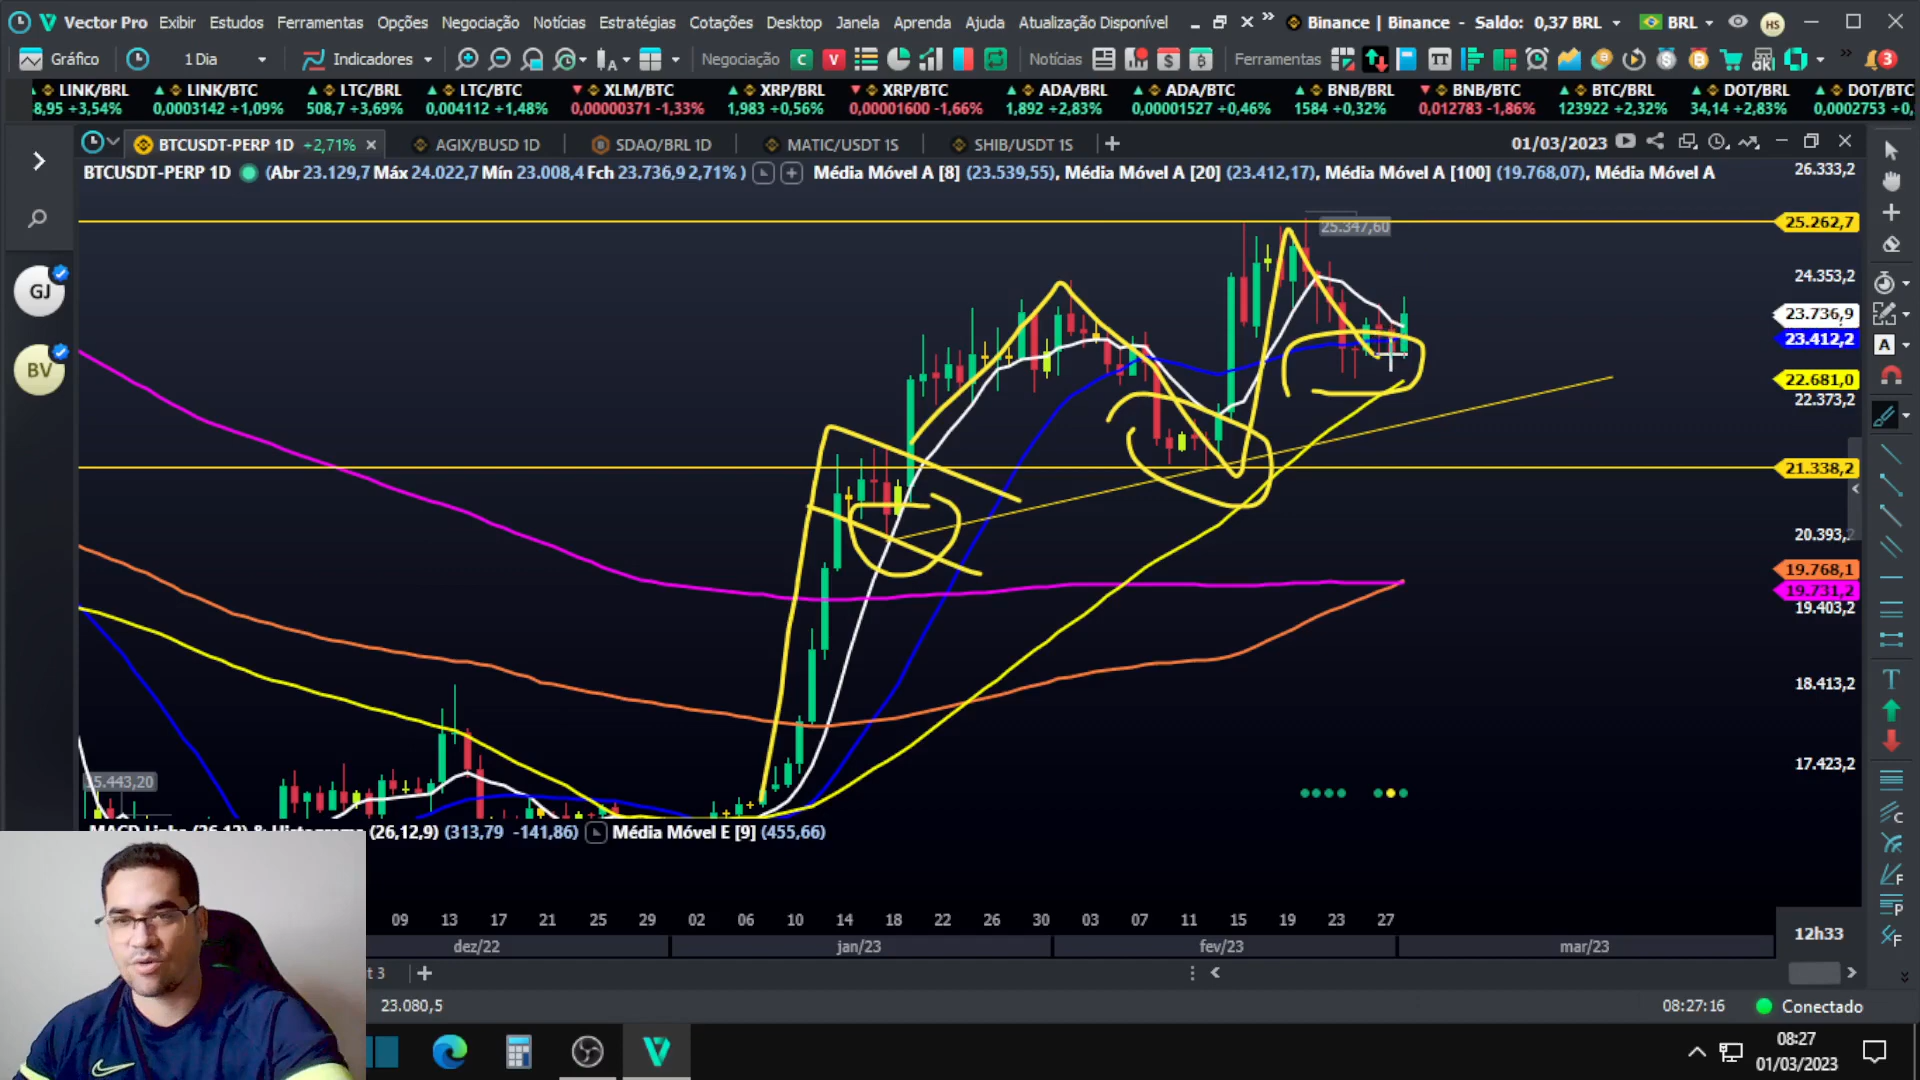 Vector Pro Exibir Estudos Ferramentas Opções Negociação Notícias Estratégias Cotações Desktop Janela Aprenda Ajuda Atualização Disponível Binance | Binance - Saldo: 0,37 BRL BRL HS
Gráfico 1 Dia Indicadores Negociação C V Notícias Ferramentas 3
LINK/BRL LINK/BTC LTC/BRL LTC/BTC XLM/BTC XRP/BRL XRP/BTC ADA/BRL ADA/BTC BNB/BRL BNB/BTC BTC/BRL DOT/BRL DOT/BTC
8,95 +3,54% 0,0003142 +1,09% 508,7 +3,69% 0,004112 +1,48% 0,00000371 -1,33% 1,983 +0,56% 0,00001600 -1,66% 1,892 +2,83% 0,00001527 +0,46% 1584 +0,32% 0,012783 -1,86% 123922 +2,32% 34,14 +2,83% 0,0002753 +0,
BTCUSDT-PERP 1D +2,71% AGIX/BUSD 1D SDAO/BRL 1D MATIC/USDT 1S SHIB/USDT 1S 01/03/2023
BTCUSDT-PERP 1D (Abr 23.129,7 Máx 24.022,7 Mín 23.008,4 Fch 23.736,9 2,71% ) Média Móvel A [8] (23.539,55), Média Móvel A [20] (23.412,17), Média Móvel A [100] (19.768,07), Média Móvel A
26.333,2
25.262,7
25.347,60
24.353,2
GJ
23.736,9
23.412,2
A
BV
22.681,0
22.373,2
21.338,2
20.393,2
19.768,1
19.731,2
19.403,2
T
18.413,2
17.423,2
15.443,20
(26,12,9) (313,79 -141,86) Média Móvel E [9] (455,66)
09 13 17 21 25 29 02 06 10 14 18 22 26 30 03 07 11 15 19 23 27
12h33
dez/22 jan/23 fev/23 mar/23
t 3
23.080,5 08:27:16 Conectado
08:27
01/03/2023